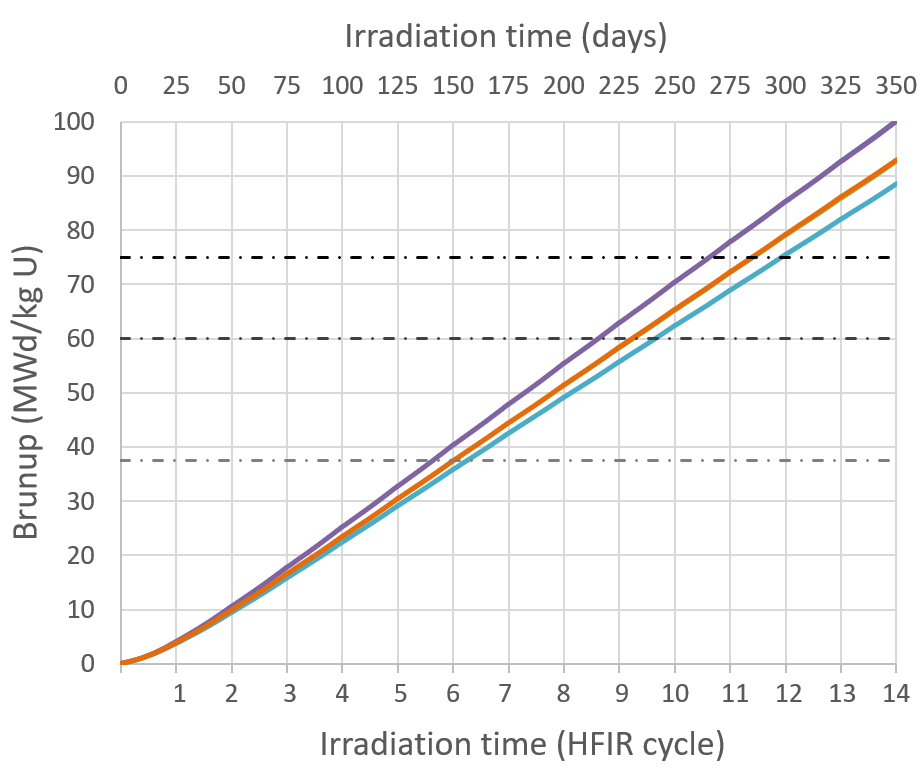 Irradiation time (days)
0 25 50 75 100 125 150 175 200 225 250 275 300 325 350
100
90
80
70
60
50
40
30
20
10
0
Brunup (MWd/kg U)
1 2 3 4 5 6 7 8 9 10 11 12 13 14
Irradiation time (HFIR cycle)